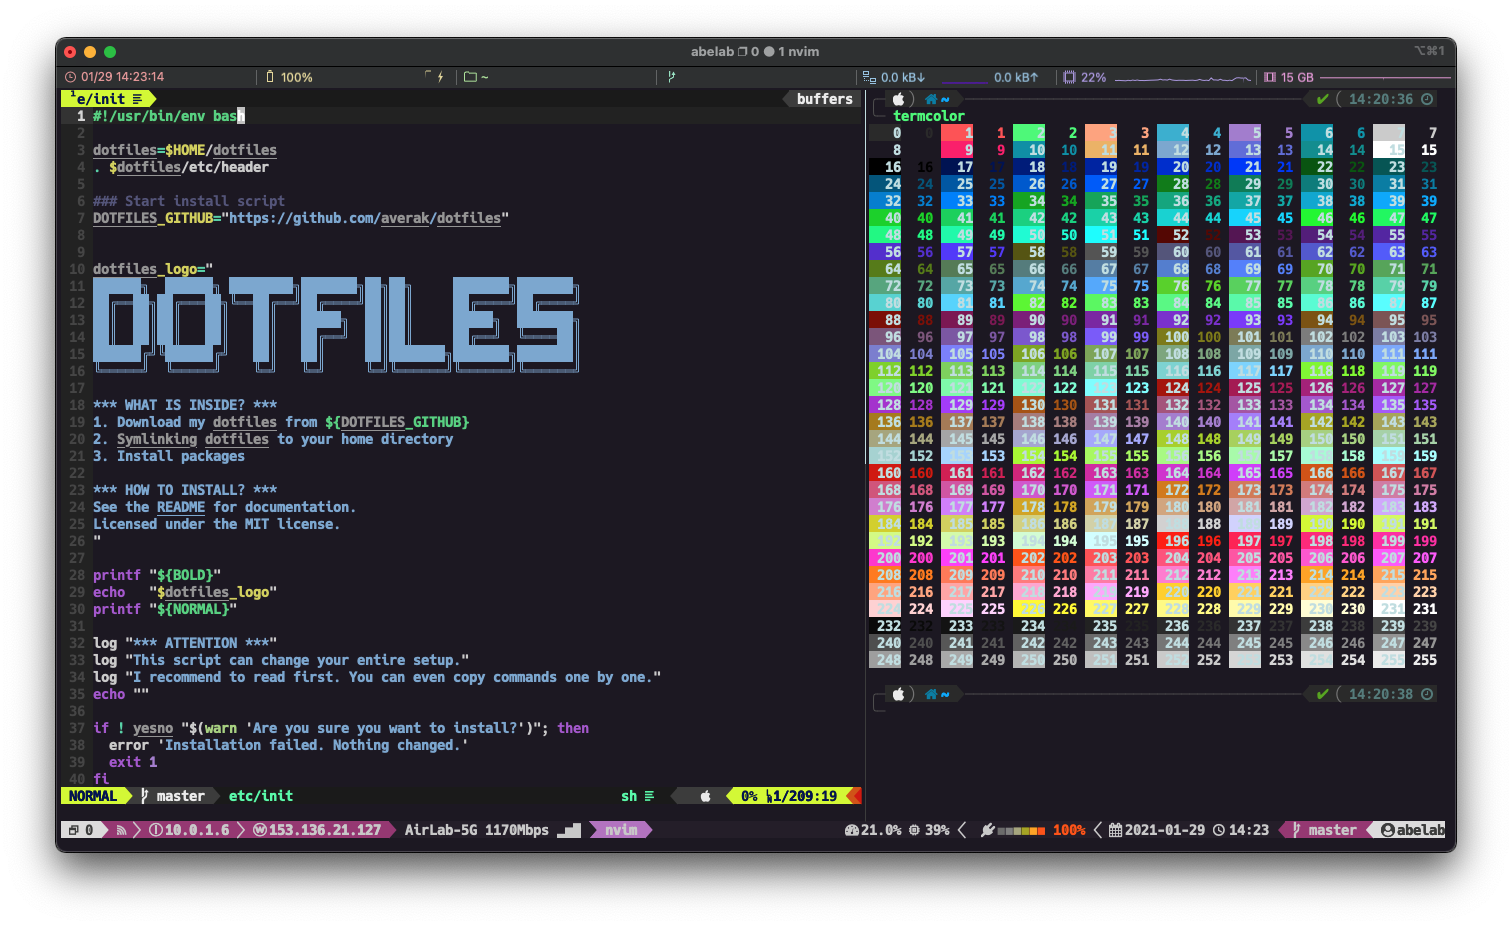 abelab 0 ● 1 nvim
⌥⌘1
01/29 14:23:14 100% ~ 0.0 kB↓ 0.0 kB↑ 22% 15 GB
¹e/init buffers
1 #!/usr/bin/env bash
2
3 dotfiles=$HOME/dotfiles
4 . $dotfiles/etc/header
5
6 ### Start install script
7 DOTFILES_GITHUB="https://github.com/averak/dotfiles"
8
9
10 dotfiles_logo="
11
12
13 DOTFILES
14
15
16
17
18 *** WHAT IS INSIDE? ***
19 1. Download my dotfiles from ${DOTFILES_GITHUB}
20 2. Symlinking dotfiles to your home directory
21 3. Install packages
22
23 *** HOW TO INSTALL? ***
24 See the README for documentation.
25 Licensed under the MIT license.
26 "
27
28 printf "${BOLD}"
29 echo   "$dotfiles_logo"
30 printf "${NORMAL}"
31
32 log "*** ATTENTION ***"
33 log "This script can change your entire setup."
34 log "I recommend to read first. You can even copy commands one by one."
35 echo ""
36
37 if ! yesno "$(warn 'Are you sure you want to install?')"; then
38   error 'Installation failed. Nothing changed.'
39   exit 1
40 fi
NORMAL master etc/init sh 0% 1/209:19
~ ✔ 14:20:36
termcolor
0 0 1 1 2 2 3 3 4 4 5 5 6 6 7 7
8 9 9 10 10 11 11 12 12 13 13 14 14 15 15
16 16 17 17 18 18 19 19 20 20 21 21 22 22 23 23
24 24 25 25 26 26 27 27 28 28 29 29 30 30 31 31
32 32 33 33 34 34 35 35 36 36 37 37 38 38 39 39
40 40 41 41 42 42 43 43 44 44 45 45 46 46 47 47
48 48 49 49 50 50 51 51 52 52 53 53 54 54 55 55
56 56 57 57 58 58 59 59 60 60 61 61 62 62 63 63
64 64 65 65 66 66 67 67 68 68 69 69 70 70 71 71
72 72 73 73 74 74 75 75 76 76 77 77 78 78 79 79
80 80 81 81 82 82 83 83 84 84 85 85 86 86 87 87
88 88 89 89 90 90 91 91 92 92 93 93 94 94 95 95
96 96 97 97 98 98 99 99 100 100 101 101 102 102 103 103
104 104 105 105 106 106 107 107 108 108 109 109 110 110 111 111
112 112 113 113 114 114 115 115 116 116 117 117 118 118 119 119
120 120 121 121 122 122 123 123 124 124 125 125 126 126 127 127
128 128 129 129 130 130 131 131 132 132 133 133 134 134 135 135
136 136 137 137 138 138 139 139 140 140 141 141 142 142 143 143
144 144 145 145 146 146 147 147 148 148 149 149 150 150 151 151
152 152 153 153 154 154 155 155 156 156 157 157 158 158 159 159
160 160 161 161 162 162 163 163 164 164 165 165 166 166 167 167
168 168 169 169 170 170 171 171 172 172 173 173 174 174 175 175
176 176 177 177 178 178 179 179 180 180 181 181 182 182 183 183
184 184 185 185 186 186 187 187 188 188 189 189 190 190 191 191
192 192 193 193 194 194 195 195 196 196 197 197 198 198 199 199
200 200 201 201 202 202 203 203 204 204 205 205 206 206 207 207
208 208 209 209 210 210 211 211 212 212 213 213 214 214 215 215
216 216 217 217 218 218 219 219 220 220 221 221 222 222 223 223
224 224 225 225 226 226 227 227 228 228 229 229 230 230 231 231
232 232 233 233 234 235 235 236 236 237 237 238 238 239 239
240 240 241 241 242 242 243 243 244 244 245 245 246 246 247 247
248 248 249 249 250 250 251 251 252 252 253 253 254 254 255 255
~ ✔ 14:20:38
0 10.0.1.6 153.136.21.127 AirLab-5G 1170Mbps nvim 21.0% 39% 100% 2021-01-29 14:23 master abelab